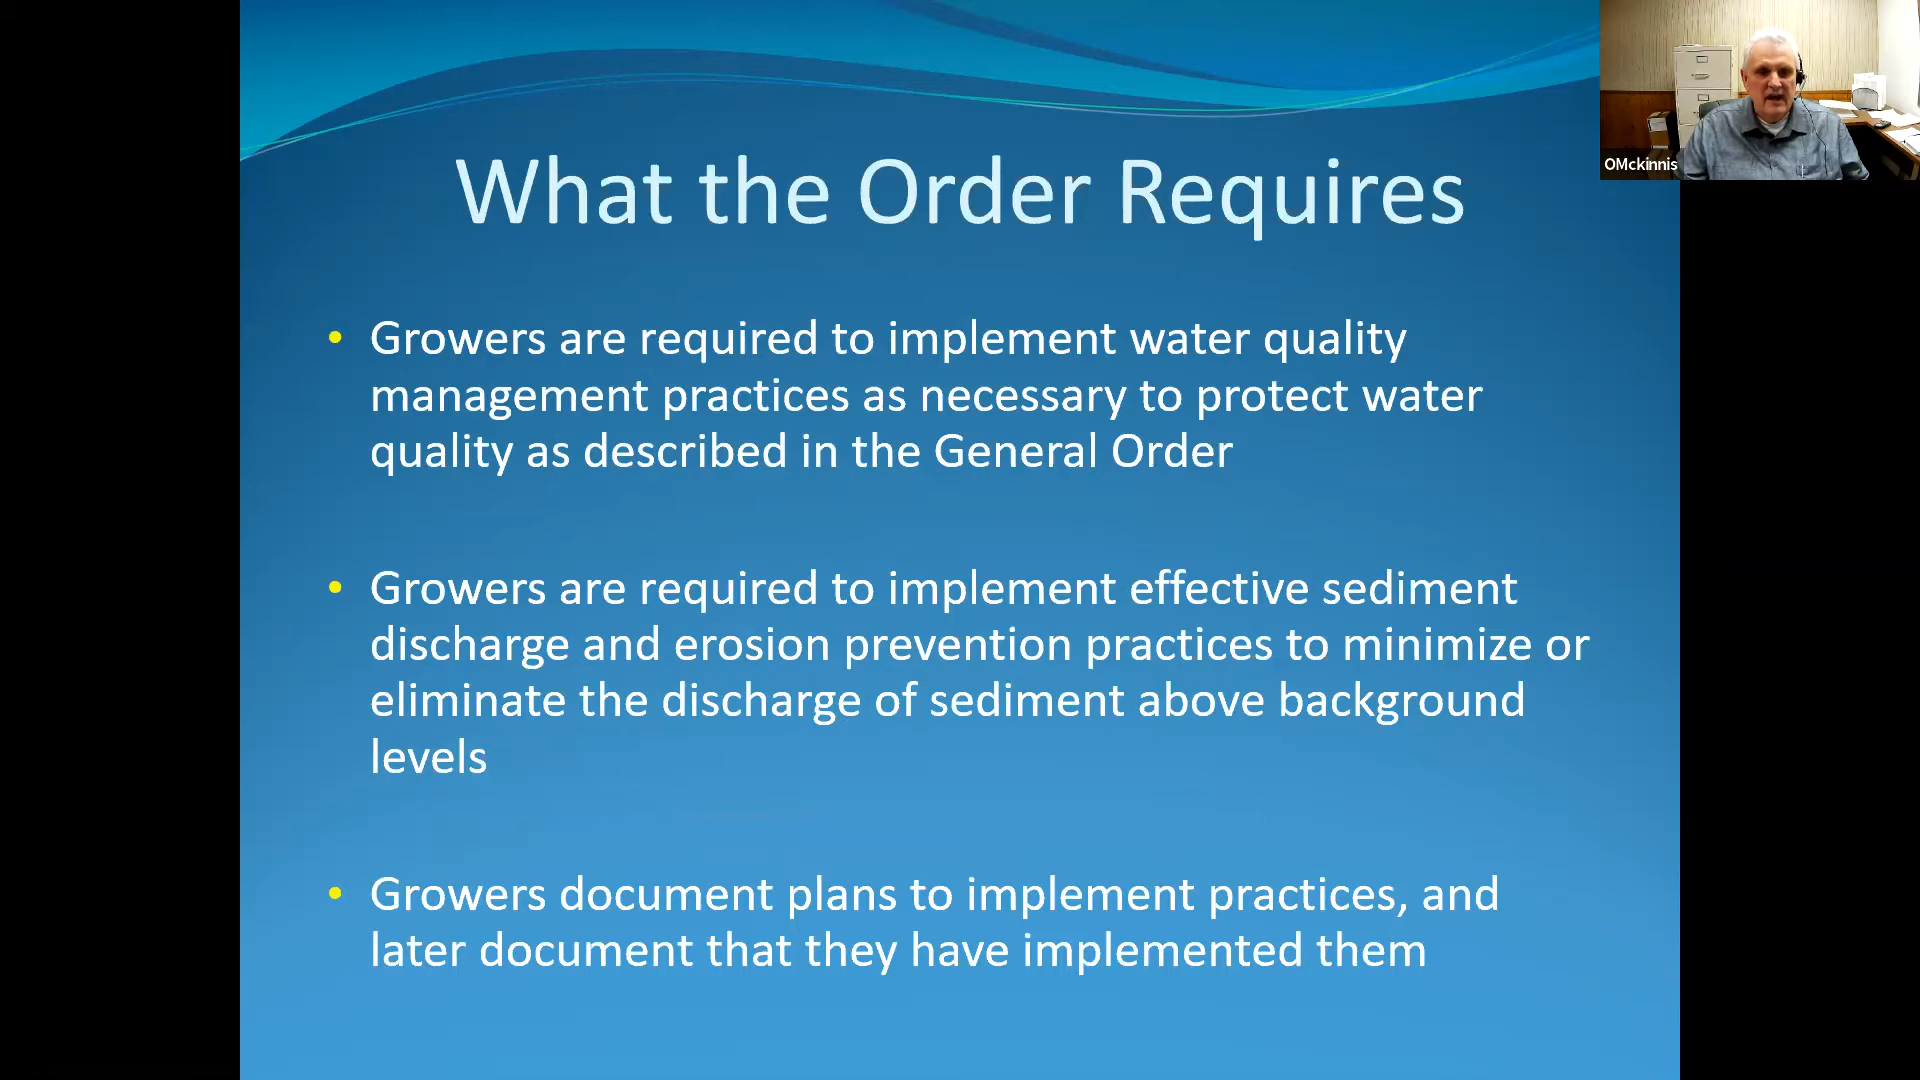 What the Order Requires
OMckinnis
• Growers are required to implement water quality
management practices as necessary to protect water
quality as described in the General Order
• Growers are required to implement effective sediment
discharge and erosion prevention practices to minimize or
eliminate the discharge of sediment above background
levels
• Growers document plans to implement practices, and
later document that they have implemented them